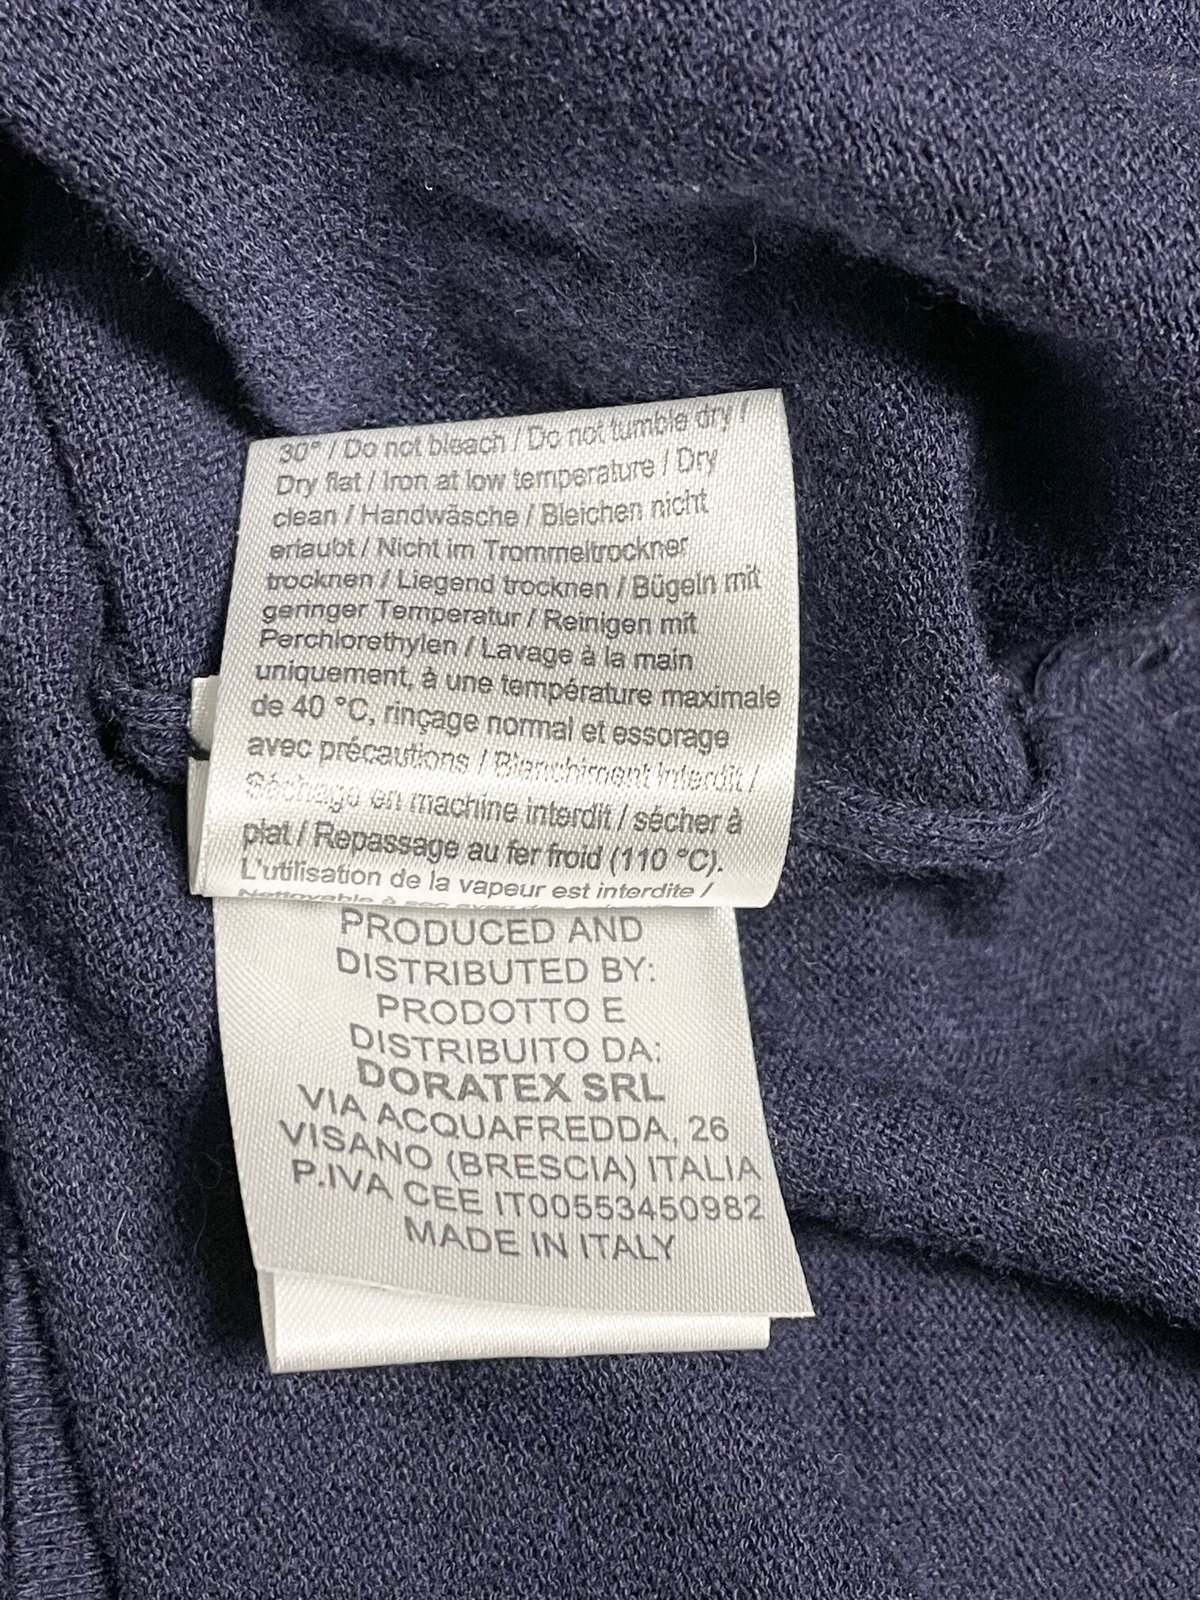 30° / Do not bleach / Do not tumble dry /
Dry flat / Iron at low temperature / Dry
clean / Handwäsche / Bleichen nicht
erlaubt / Nicht im Trommeltrockner
trocknen / Liegend trocknen / Bügeln mit
geringer Temperatur / Reinigen mit
Perchlorethylen / Lavage à la main
uniquement, à une température maximale
de 40 °C, rinçage normal et essorage
avec précautions / Blanchiment interdit /
Séchage en machine interdit / sécher à
plat / Repassage au fer froid (110 °C).
L'utilisation de la vapeur est interdite /
Nettoyable à sec avec
PRODUCED AND
DISTRIBUTED BY:
PRODOTTO E
DISTRIBUITO DA:
DORATEX SRL
VIA ACQUAFREDDA, 26
VISANO (BRESCIA) ITALIA
P.IVA CEE IT00553450982
MADE IN ITALY